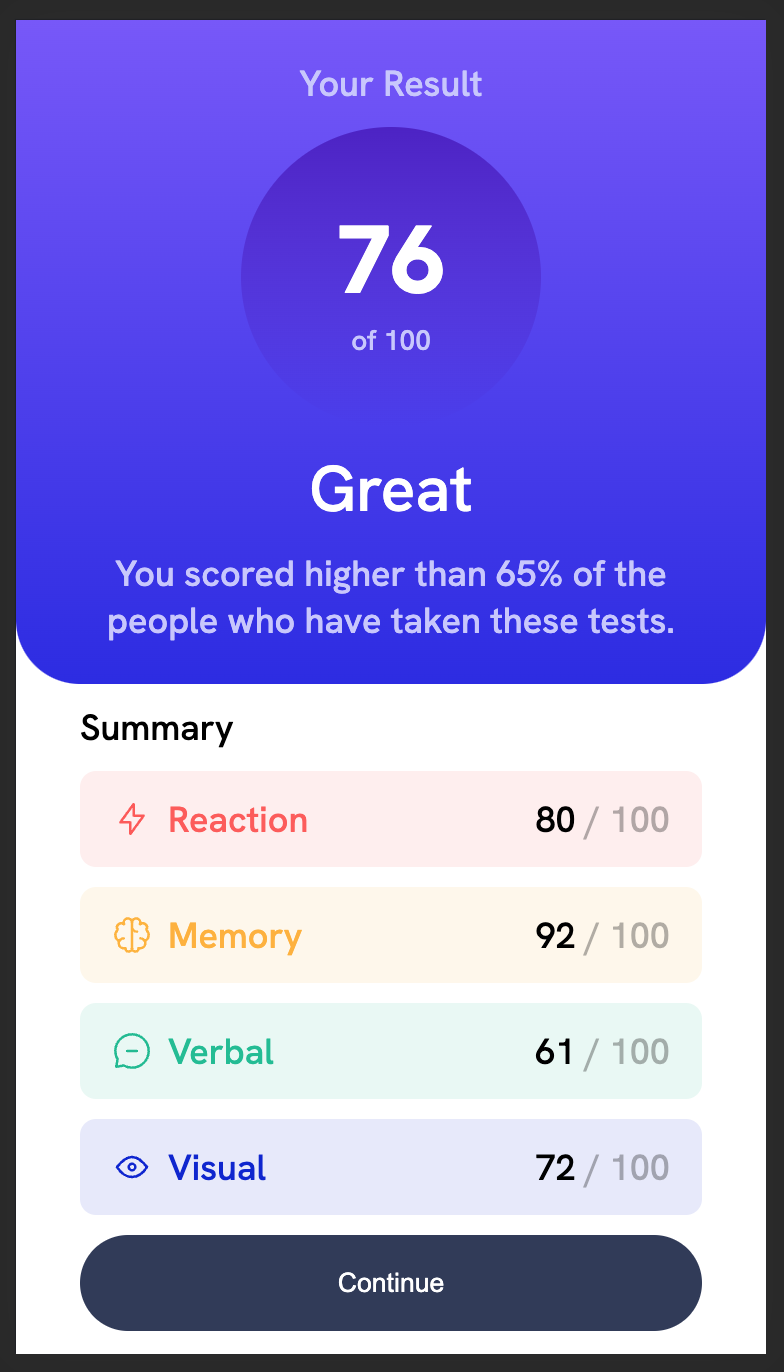 Your Result
76
of 100
Great
You scored higher than 65% of the
people who have taken these tests.
Summary
Reaction 80 / 100
Memory 92 / 100
Verbal 61 / 100
Visual 72 / 100
Continue